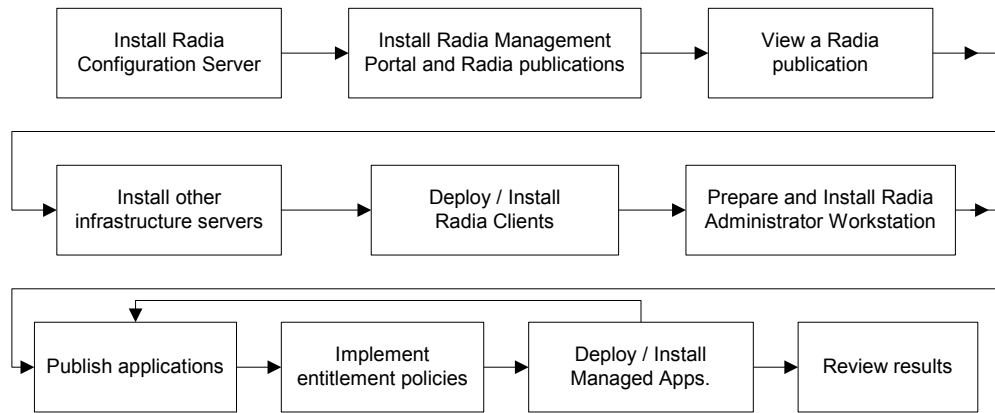 Install Radia
Configuration Server
Install Radia Management
Portal and Radia publications
View a Radia
publication
Install other
infrastructure servers
Deploy / Install
Radia Clients
Prepare and Install Radia
Administrator Workstation
Publish applications
Implement
entitlement policies
Deploy / Install
Managed Apps.
Review results